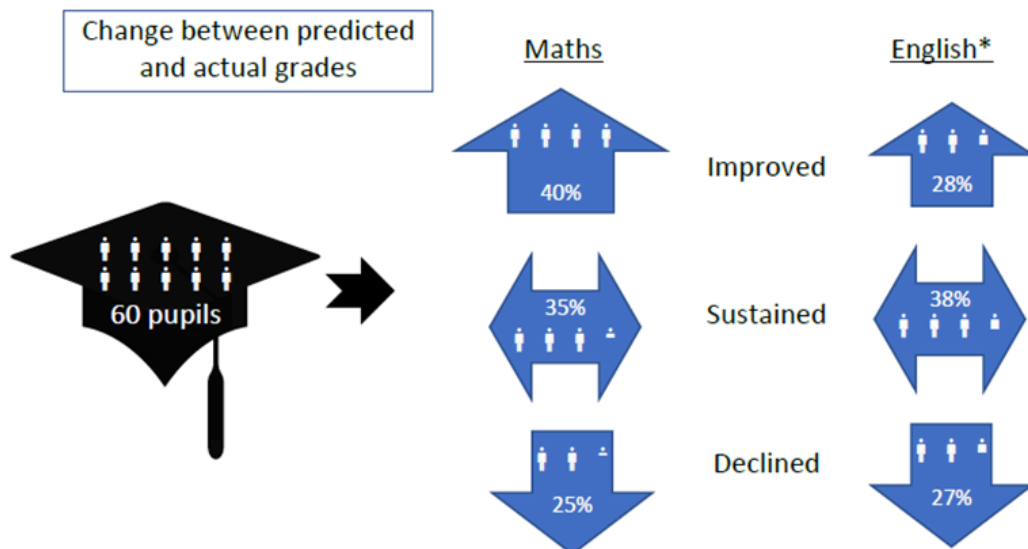 Change between predicted
and actual grades
Maths
English*
40%
Improved
28%
60 pupils
35%
Sustained
38%
25%
Declined
27%